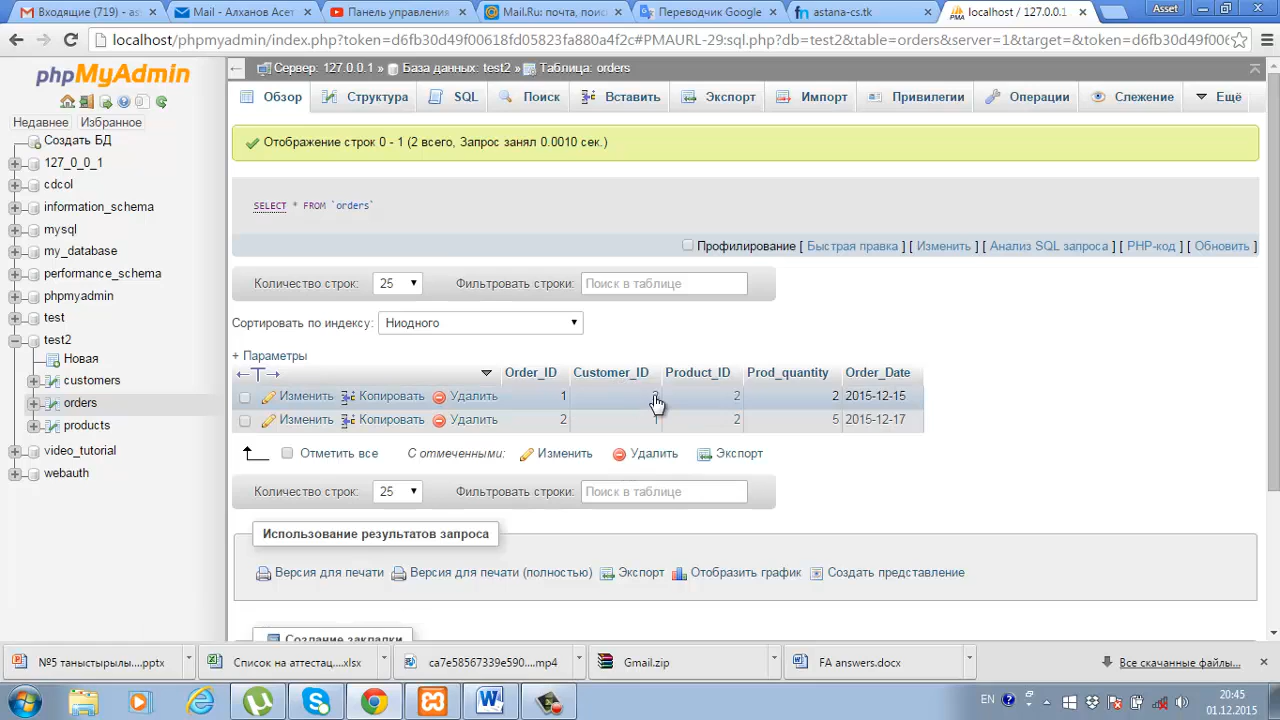 Входящие (719) - as
Mail - Алханов Асет
Панель управления
Mail.Ru: почта, поис
Переводчик Google
astana-cs.tk
localhost / 127.0.0.1
Asset
localhost/phpmyadmin/index.php?token=d6fb30d49f00618fd05823fa880a4f2c#PMAURL-29:sql.php?db=test2&table=orders&server=1&target=&token=d6fb30d49f006
phpMyAdmin
Недавнее Избранное
Создать БД
127_0_0_1
cdcol
information_schema
mysql
my_database
performance_schema
phpmyadmin
test
test2
Новая
customers
orders
products
video_tutorial
webauth
Сервер: 127.0.0.1 » База данных: test2 » Таблица: orders
Обзор Структура SQL Поиск Вставить Экспорт Импорт Привилегии Операции Слежение Ещё
Отображение строк 0 - 1 (2 всего, Запрос занял 0.0010 сек.)
SELECT * FROM `orders`
Профилирование [ Быстрая правка ] [ Изменить ] [ Анализ SQL запроса ] [ PHP-код ] [ Обновить ]
Количество строк: 25 Фильтровать строки: Поиск в таблице
Сортировать по индексу: Ниодного
+ Параметры
Order_ID Customer_ID Product_ID Prod_quantity Order_Date
Изменить Копировать Удалить 1 2 2 2015-12-15
Изменить Копировать Удалить 2 1 2 5 2015-12-17
Отметить все С отмеченными: Изменить Удалить Экспорт
Количество строк: 25 Фильтровать строки: Поиск в таблице
Использование результатов запроса
Версия для печати Версия для печати (полностью) Экспорт Отобразить график Создать представление
Создание закладки
№5 таныстырылы....pptx
Список на аттестац....xlsx
ca7e58567339e590....mp4
Gmail.zip
FA answers.docx
Все скачанные файлы...
EN
20:45
01.12.2015